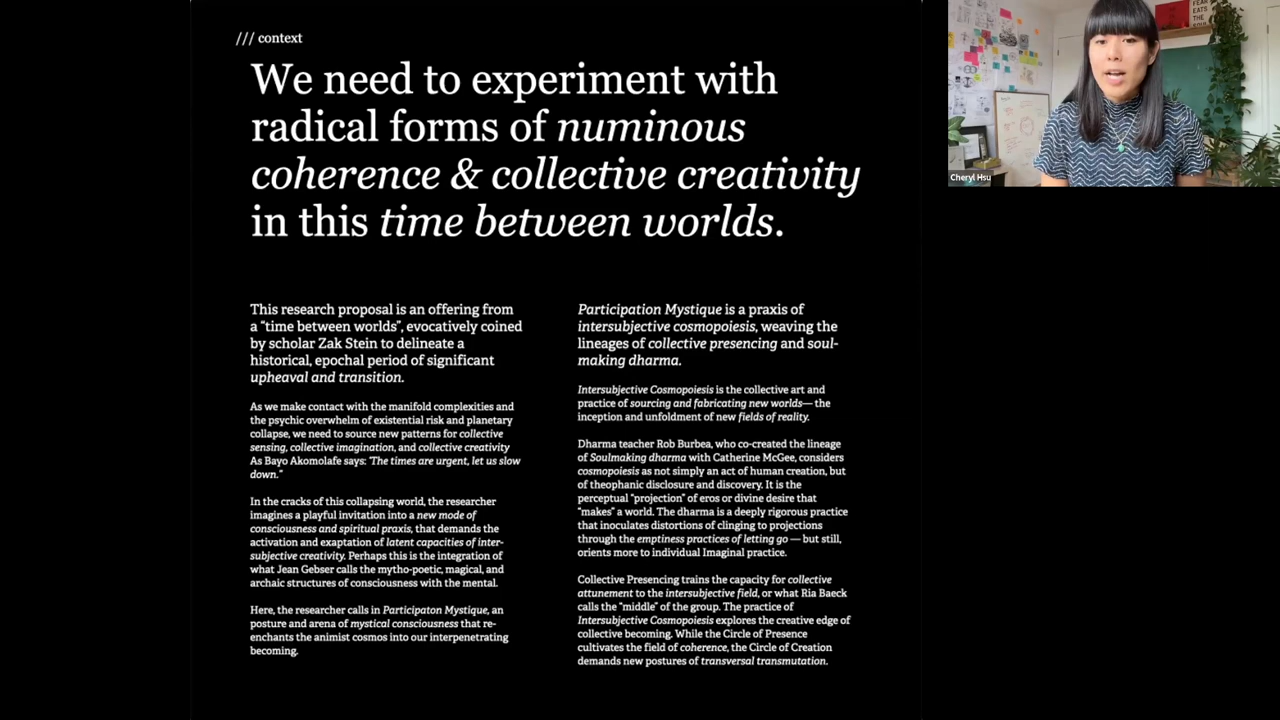 /// context
We need to experiment with
radical forms of numinous
coherence & collective creativity
in this time between worlds.
This research proposal is an offering from
a “time between worlds”, evocatively coined
by scholar Zak Stein to delineate a
historical, epochal period of significant
upheaval and transition.
As we make contact with the manifold complexities and
the psychic overwhelm of existential risk and planetary
collapse, we need to source new patterns for collective
sensing, collective imagination, and collective creativity
As Bayo Akomolafe says: "The times are urgent, let us slow
down."
In the cracks of this collapsing world, the researcher
imagines a playful invitation into a new mode of
consciousness and spiritual praxis, that demands the
activation and exaptation of latent capacities of inter-
subjective creativity. Perhaps this is the integration of
what Jean Gebser calls the mytho-poetic, magical, and
archaic structures of consciousness with the mental.
Here, the researcher calls in Participaton Mystique, an
posture and arena of mystical consciousness that re-
enchants the animist cosmos into our interpenetrating
becoming.
Participation Mystique is a praxis of
intersubjective cosmopoiesis, weaving the
lineages of collective presencing and soul-
making dharma.
Intersubjective Cosmopoiesis is the collective art and
practice of sourcing and fabricating new worlds— the
inception and unfoldment of new fields of reality.
Dharma teacher Rob Burbea, who co-created the lineage
of Soulmaking dharma with Catherine McGee, considers
cosmopoiesis as not simply an act of human creation, but
of theophanic disclosure and discovery. It is the
perceptual "projection" of eros or divine desire that
"makes" a world. The dharma is a deeply rigorous practice
that inoculates distortions of clinging to projections
through the emptiness practices of letting go — but still,
orients more to individual Imaginal practice.
Collective Presencing trains the capacity for collective
attunement to the intersubjective field, or what Ria Baeck
calls the "middle" of the group. The practice of
Intersubjective Cosmopoiesis explores the creative edge of
collective becoming. While the Circle of Presence
cultivates the field of coherence, the Circle of Creation
demands new postures of transversal transmutation.
FEAR
EATS
THE
SOUL
Cheryl Hsu